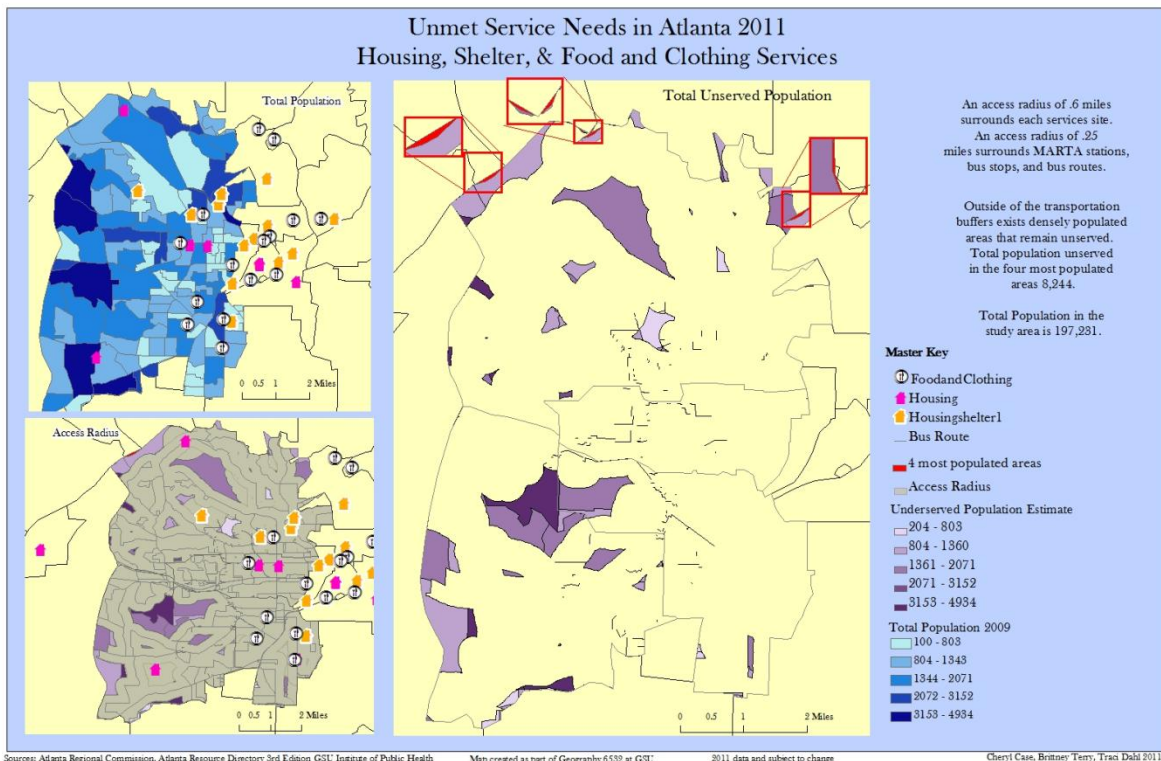 Unmet Service Needs in Atlanta 2011
Housing, Shelter, & Food and Clothing Services
Total Population
0 0.5 1 2 Miles
Access Radius
0 0.5 1 2 Miles
Total Unserved Population
0 0.5 1 2 Miles
An access radius of .6 miles
surrounds each services site.
An access radius of .25
miles surrounds MARTA stations,
bus stops, and bus routes.
Outside of the transportation
buffers exists densely populated
areas that remain unserved.
Total population unserved
in the four most populated
areas 8,244.
Total Population in the
study area is 197,231.
Master Key
FoodandClothing
Housing
Housingshelter1
Bus Route
4 most populated areas
Access Radius
Underserved Population Estimate
204 - 803
804 - 1360
1361 - 2071
2071 - 3152
3153 - 4934
Total Population 2009
100 - 803
804 - 1343
1344 - 2071
2072 - 3152
3153 - 4934
Sources: Atlanta Regional Commission, Atlanta Resource Directory 3rd Edition GSU Institute of Public Health
Map created as part of Geography 6532 at GSU
2011 data and subject to change
Cheryl Case, Brittney Terry, Traci Dahl 2011